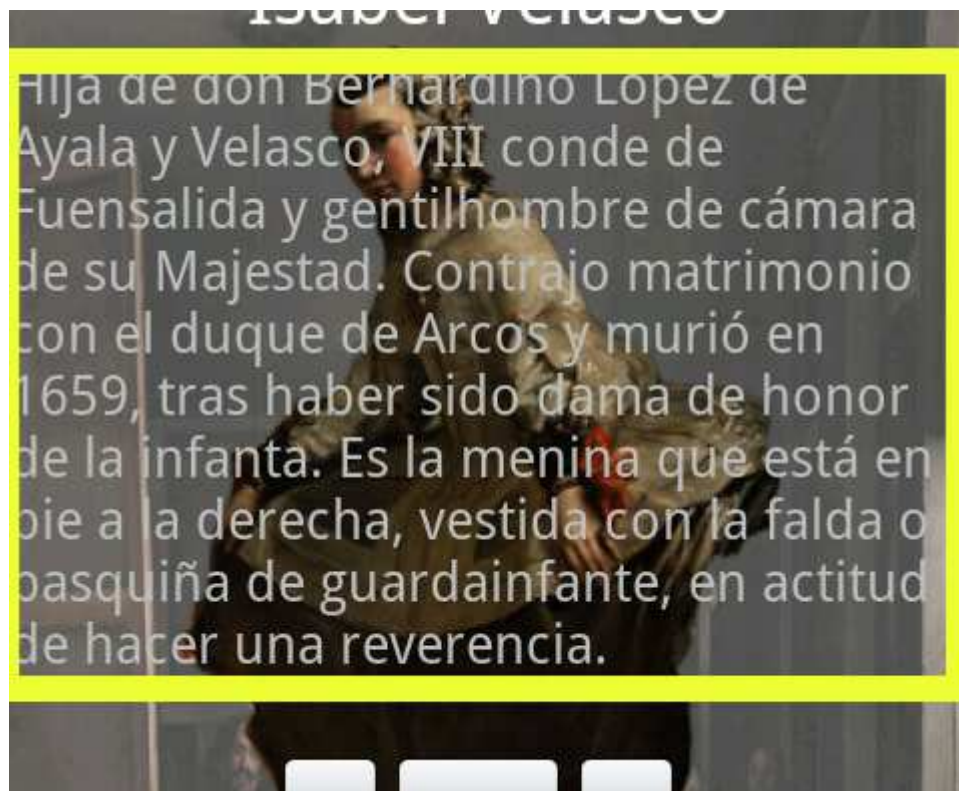 Isabel Velasco
Hija de don Bernardino López de
Ayala y Velasco, VIII conde de
Fuensalida y gentilhombre de cámara
de su Majestad. Contrajo matrimonio
con el duque de Arcos y murió en
1659, tras haber sido dama de honor
de la infanta. Es la menina que está en
pie a la derecha, vestida con la falda o
basquiña de guardainfante, en actitud
de hacer una reverencia.